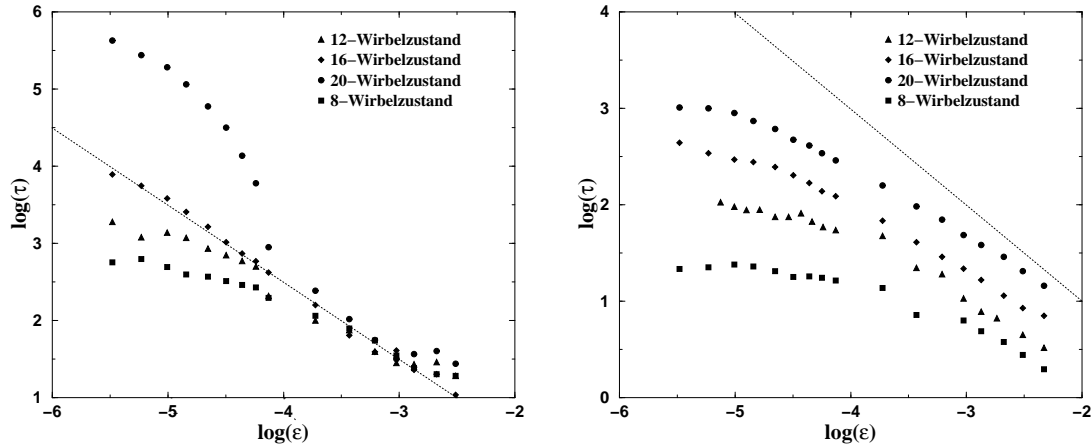 6
5
4
3
2
1
−6
−5
−4
−3
−2
log(τ)
log(ε)
12−Wirbelzustand
16−Wirbelzustand
20−Wirbelzustand
8−Wirbelzustand
4
3
2
1
0
−6
−5
−4
−3
−2
log(τ)
log(ε)
12−Wirbelzustand
16−Wirbelzustand
20−Wirbelzustand
8−Wirbelzustand